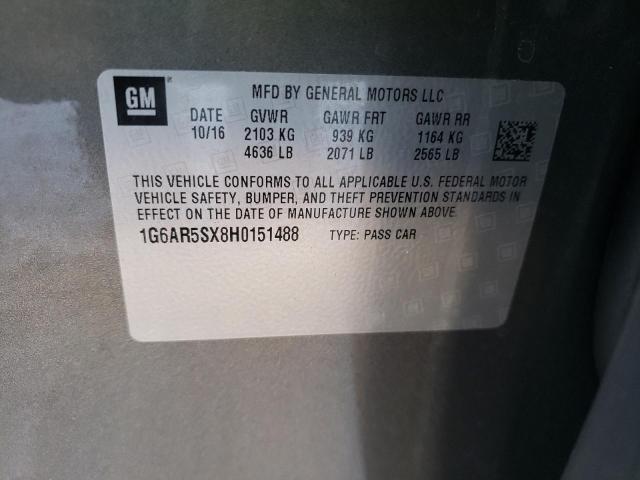 GM MFD BY GENERAL MOTORS LLC
DATE GVWR GAWR FRT GAWR RR
10/16 2103 KG 939 KG 1164 KG
4636 LB 2071 LB 2565 LB
THIS VEHICLE CONFORMS TO ALL APPLICABLE U.S. FEDERAL MOTOR
VEHICLE SAFETY, BUMPER, AND THEFT PREVENTION STANDARDS IN
EFFECT ON THE DATE OF MANUFACTURE SHOWN ABOVE.
1G6AR5SX8H0151488 TYPE: PASS CAR